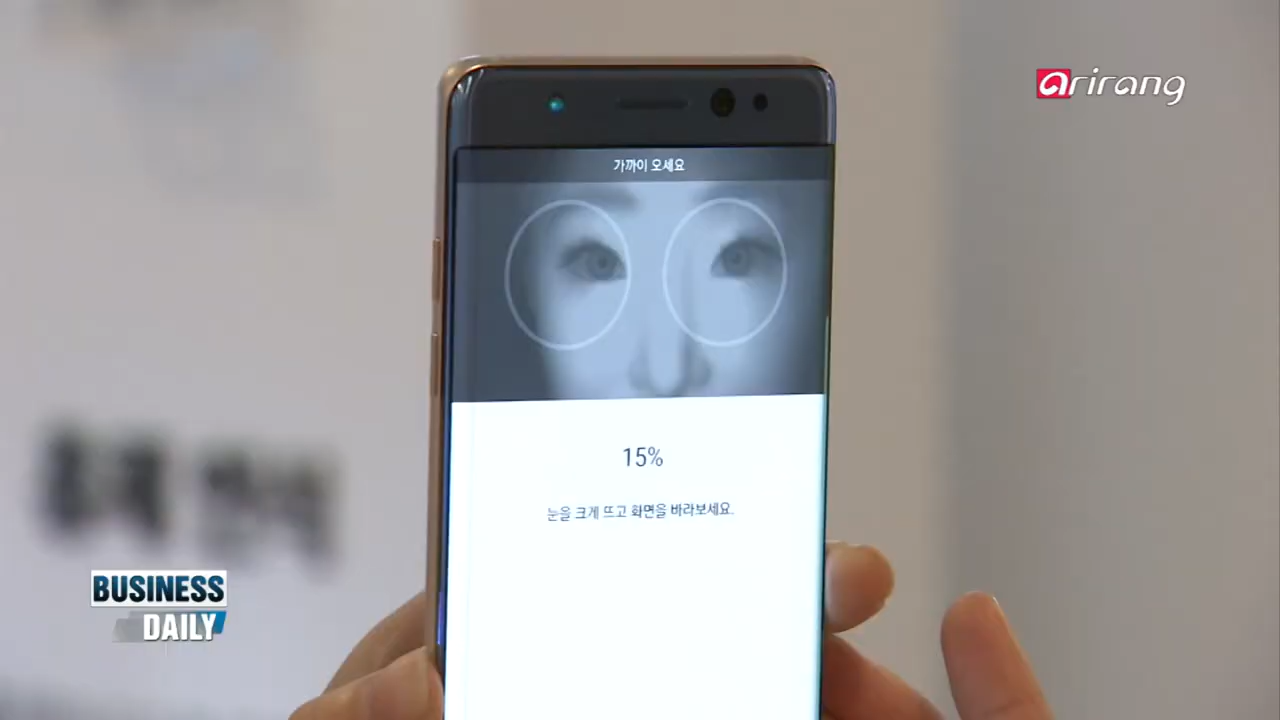 arirang
가까이 오세요
15%
눈을 크게 뜨고 화면을 바라보세요.
BUSINESS
DAILY